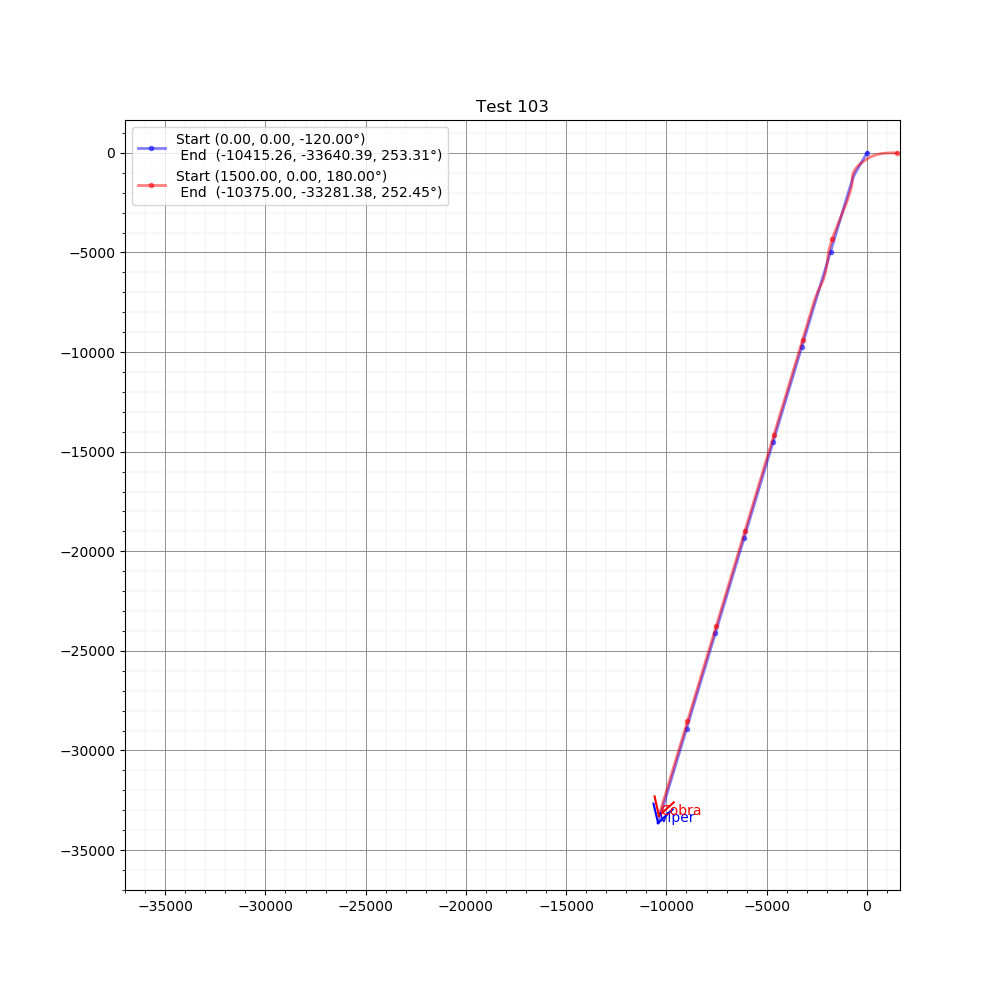 Test 103
Start (0.00, 0.00, -120.00°)
End (-10415.26, -33640.39, 253.31°)
Start (1500.00, 0.00, 180.00°)
End (-10375.00, -33281.38, 252.45°)
0
−5000
−10000
−15000
−20000
−25000
−30000
−35000
Cobra
Viper
−35000 −30000 −25000 −20000 −15000 −10000 −5000 0